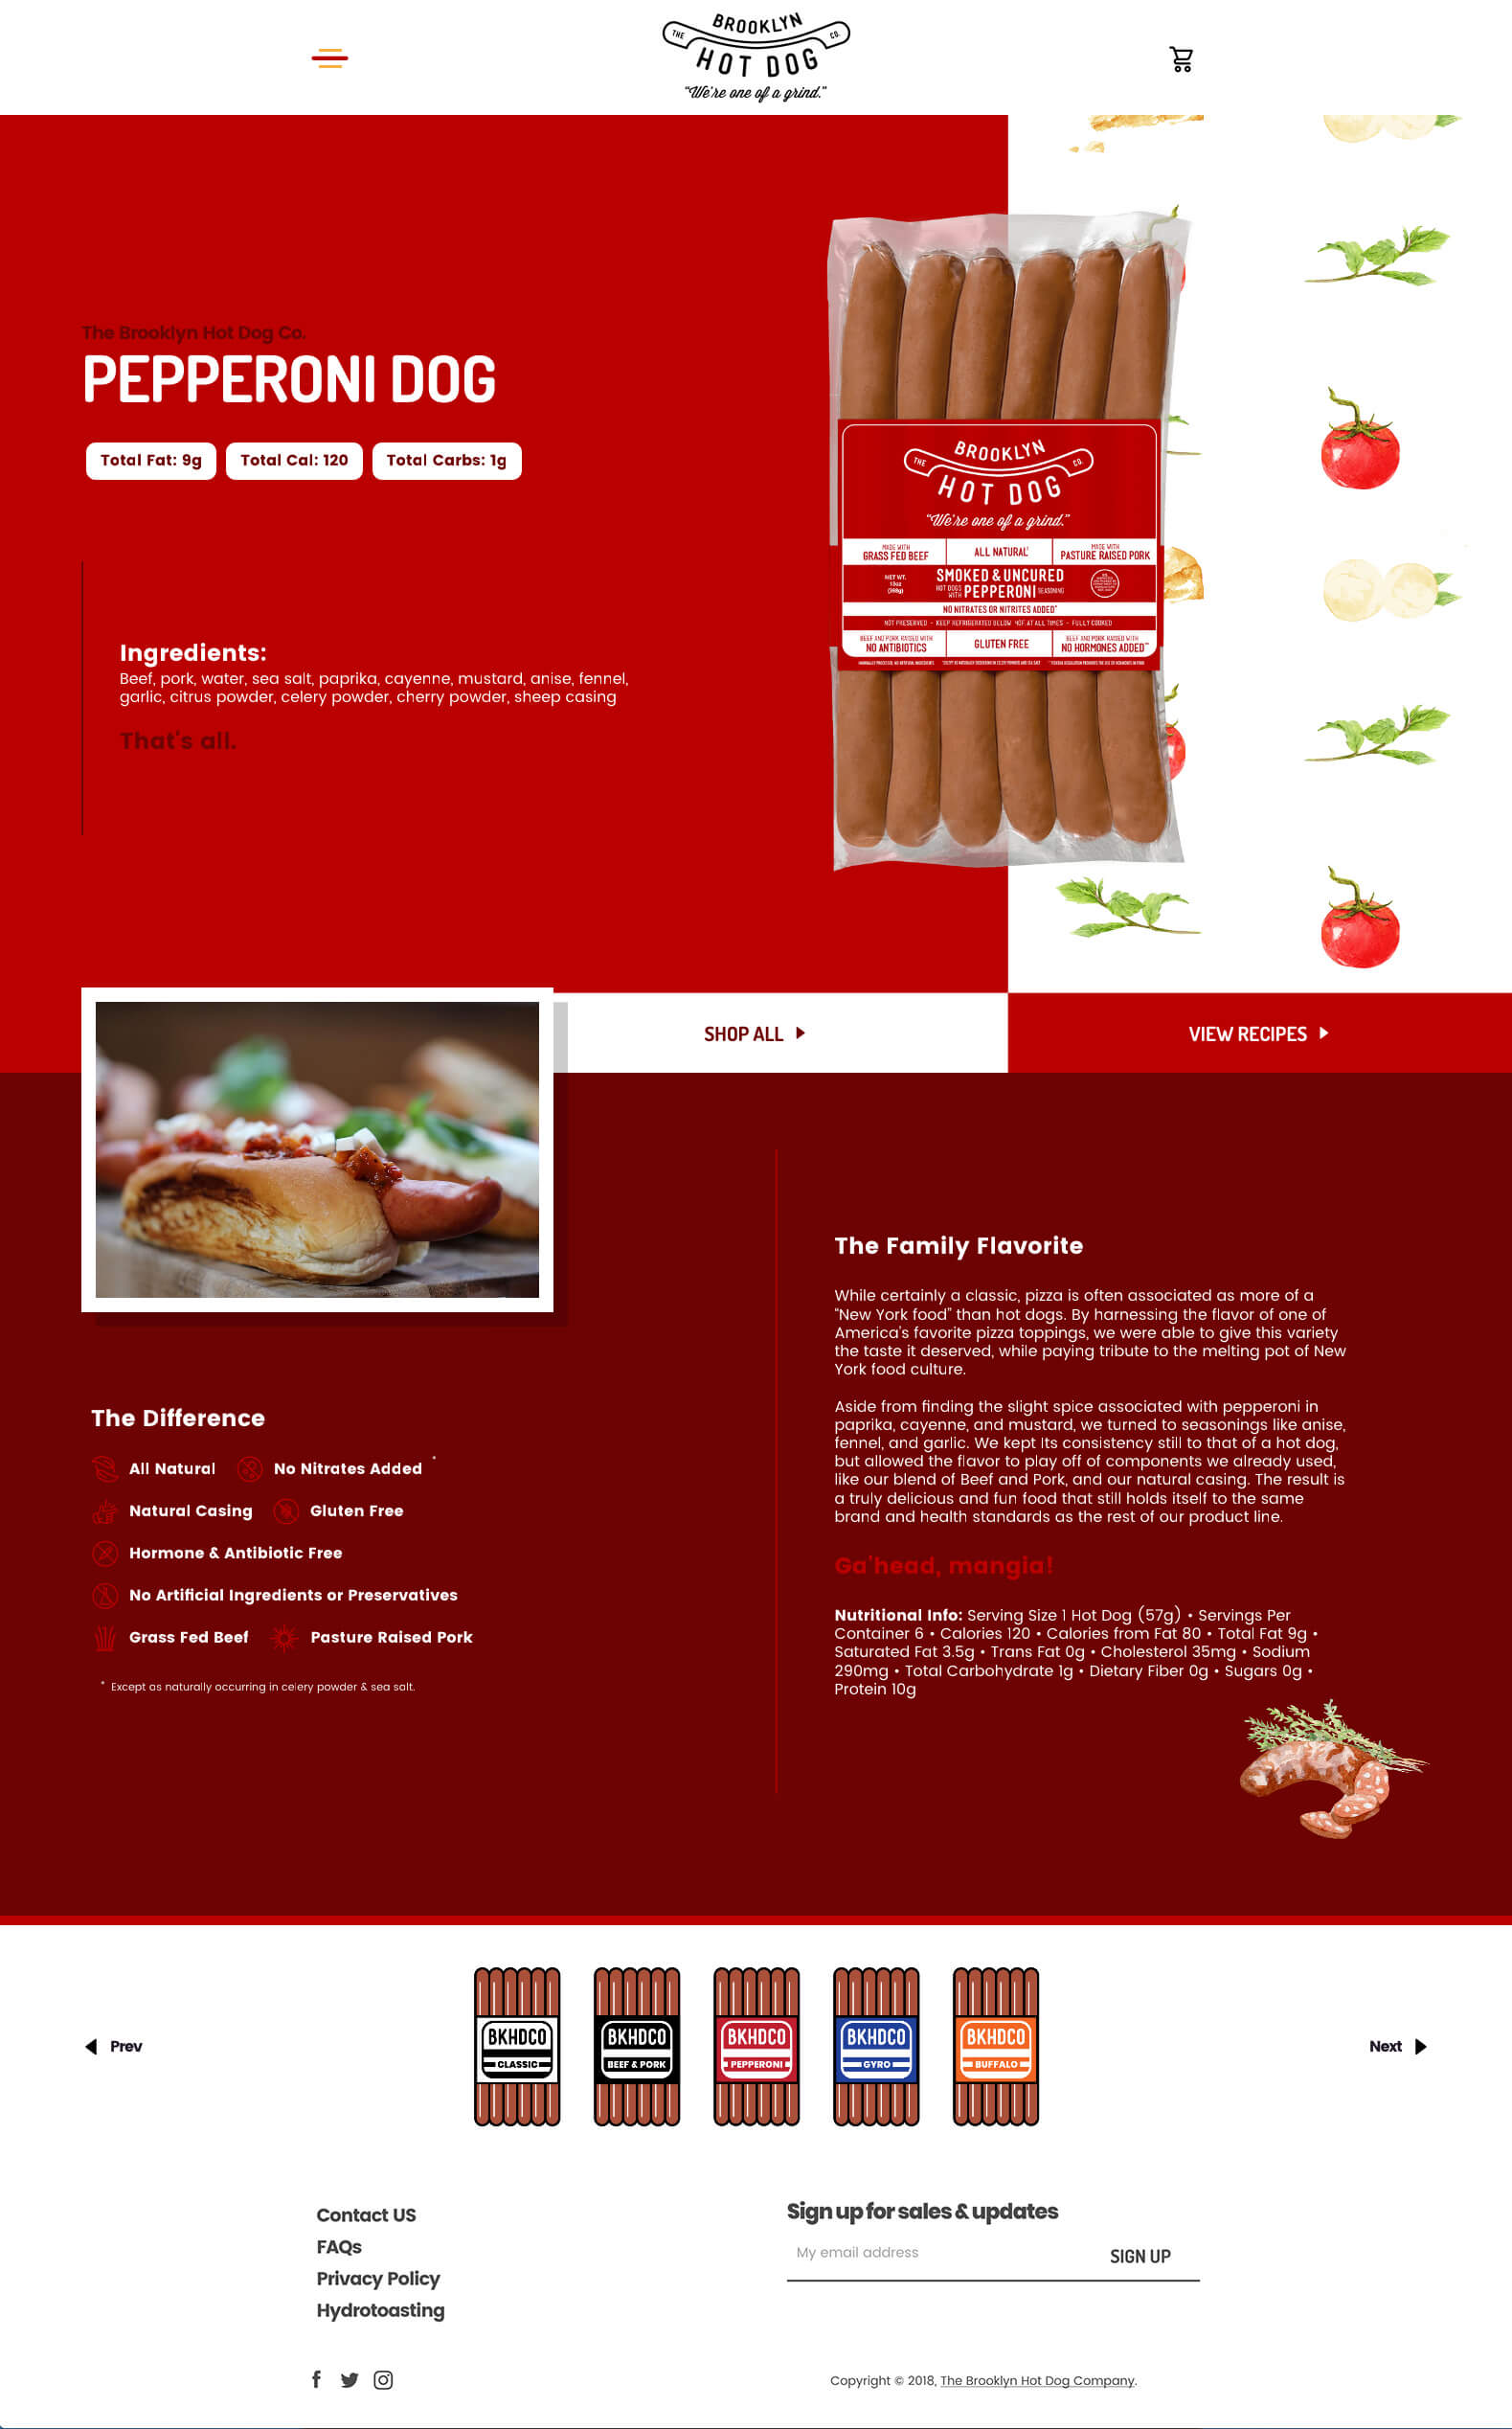 THE BROOKLYN CO.
HOT DOG
"We're one of a grind."
The Brooklyn Hot Dog Co.
PEPPERONI DOG
Total Fat: 9g
Total Cal: 120
Total Carbs: 1g
Ingredients:
Beef, pork, water, sea salt, paprika, cayenne, mustard, anise, fennel,
garlic, citrus powder, celery powder, cherry powder, sheep casing
That's all.
THE BROOKLYN CO.
HOT DOG
"We're one of a grind."
MADE WITH
GRASS FED BEEF
ALL NATURAL
MADE WITH
PASTURE RAISED PORK
NET WT.
SMOKED & UNCURED
HOT DOGS WITH PEPPERONI SEASONING
NO NITRATES OR NITRITES ADDED*
NOT PRESERVED - KEEP REFRIGERATED BELOW 40F. AT ALL TIMES - FULLY COOKED
BEEF AND PORK RAISED WITH
NO ANTIBIOTICS
GLUTEN FREE
BEEF AND PORK RAISED WITH
NO HORMONES ADDED**
SHOP ALL
VIEW RECIPES
The Family Flavorite
While certainly a classic, pizza is often associated as more of a
"New York food" than hot dogs. By harnessing the flavor of one of
America's favorite pizza toppings, we were able to give this variety
the taste it deserved, while paying tribute to the melting pot of New
York food culture.
Aside from finding the slight spice associated with pepperoni in
paprika, cayenne, and mustard, we turned to seasonings like anise,
fennel, and garlic. We kept Its consistency still to that of a hot dog,
but allowed the flavor to play off of components we already used,
like our blend of Beef and Pork, and our natural casing. The result is
a truly delicious and fun food that still holds itself to the same
brand and health standards as the rest of our product line.
Ga'head, mangia!
Nutritional Info: Serving Size 1 Hot Dog (57g) • Servings Per
Container 6 • Calories 120 • Calories from Fat 80 • Total Fat 9g •
Saturated Fat 3.5g • Trans Fat 0g • Cholesterol 35mg • Sodium
290mg • Total Carbohydrate 1g • Dietary Fiber 0g • Sugars 0g •
Protein 10g
The Difference
All Natural
No Nitrates Added *
Natural Casing
Gluten Free
Hormone & Antibiotic Free
No Artificial Ingredients or Preservatives
Grass Fed Beef
Pasture Raised Pork
* Except as naturally occurring in celery powder & sea salt.
Prev
BKHDCO
CLASSIC
BKHDCO
BEEF & PORK
BKHDCO
PEPPERONI
BKHDCO
GYRO
BKHDCO
BUFFALO
Next
Contact US
FAQs
Privacy Policy
Hydrotoasting
Sign up for sales & updates
My email address
SIGN UP
Copyright © 2018, The Brooklyn Hot Dog Company.